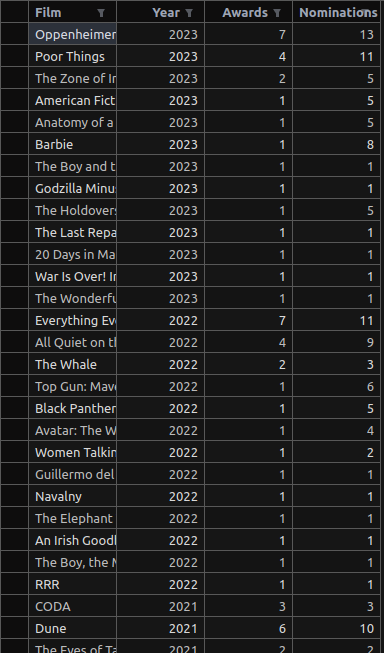 Film Year Awards Nominations
Oppenheimer 2023 7 13
Poor Things 2023 4 11
The Zone of In 2023 2 5
American Fict 2023 1 5
Anatomy of a 2023 1 5
Barbie 2023 1 8
The Boy and t 2023 1 1
Godzilla Minu 2023 1 1
The Holdovers 2023 1 5
The Last Repa 2023 1 1
20 Days in Ma 2023 1 1
War Is Over! In 2023 1 1
The Wonderfu 2023 1 1
Everything Eve 2022 7 11
All Quiet on th 2022 4 9
The Whale 2022 2 3
Top Gun: Mave 2022 1 6
Black Panther 2022 1 5
Avatar: The W 2022 1 4
Women Talkin 2022 1 2
Guillermo del 2022 1 1
Navalny 2022 1 1
The Elephant 2022 1 1
An Irish Goodb 2022 1 1
The Boy, the M 2022 1 1
RRR 2022 1 1
CODA 2021 3 3
Dune 2021 6 10
The Eyes of Ta 2021 2 2